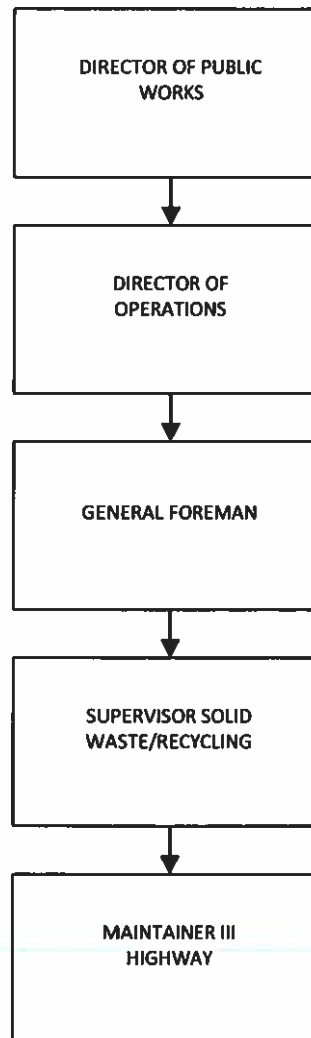 DIRECTOR OF PUBLIC
WORKS
DIRECTOR OF
OPERATIONS
GENERAL FOREMAN
SUPERVISOR SOLID
WASTE/RECYCLING
MAINTAINER III
HIGHWAY